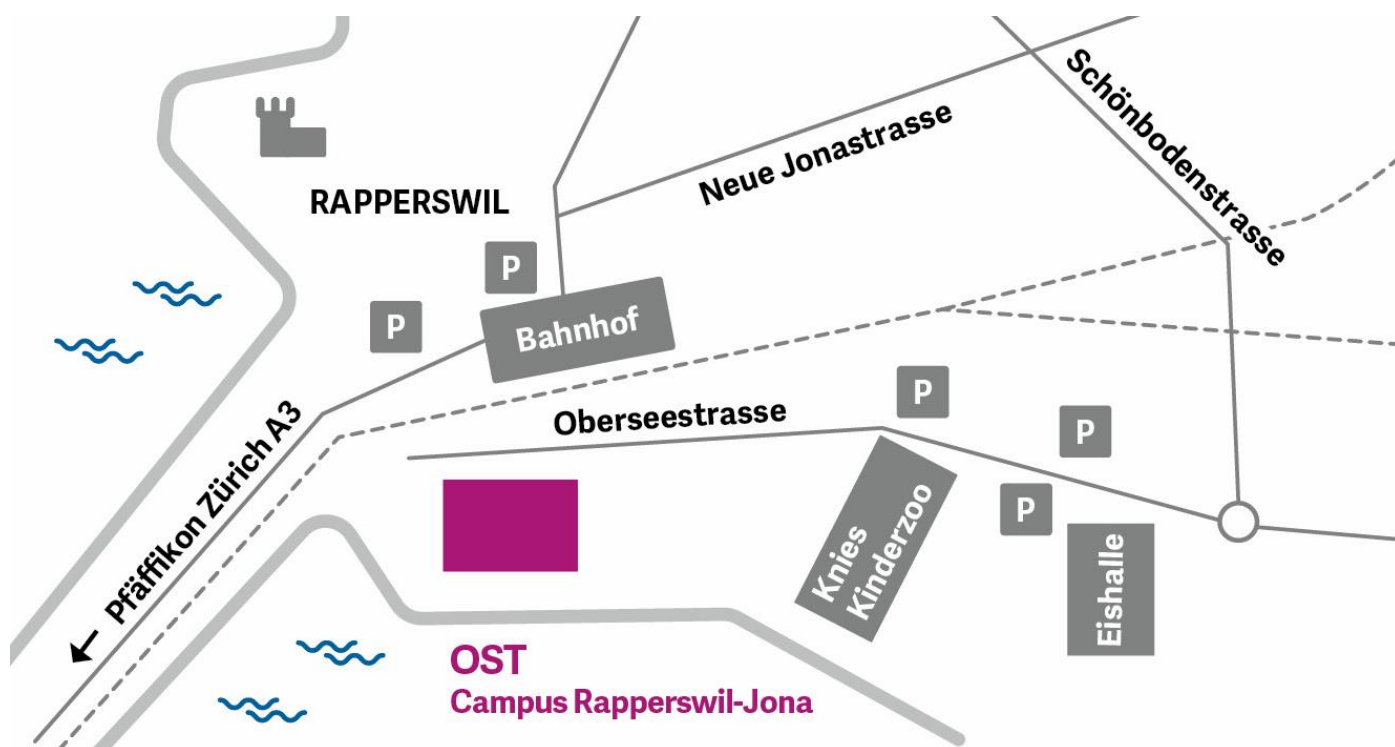 Schönbodenstrasse
Neue Jonastrasse
RAPPERSWIL
P
P
Bahnhof
P
Oberseestrasse
P
Pfäffikon Zürich A3
P
Knies
Kinderzoo
Eishalle
OST
Campus Rapperswil-Jona